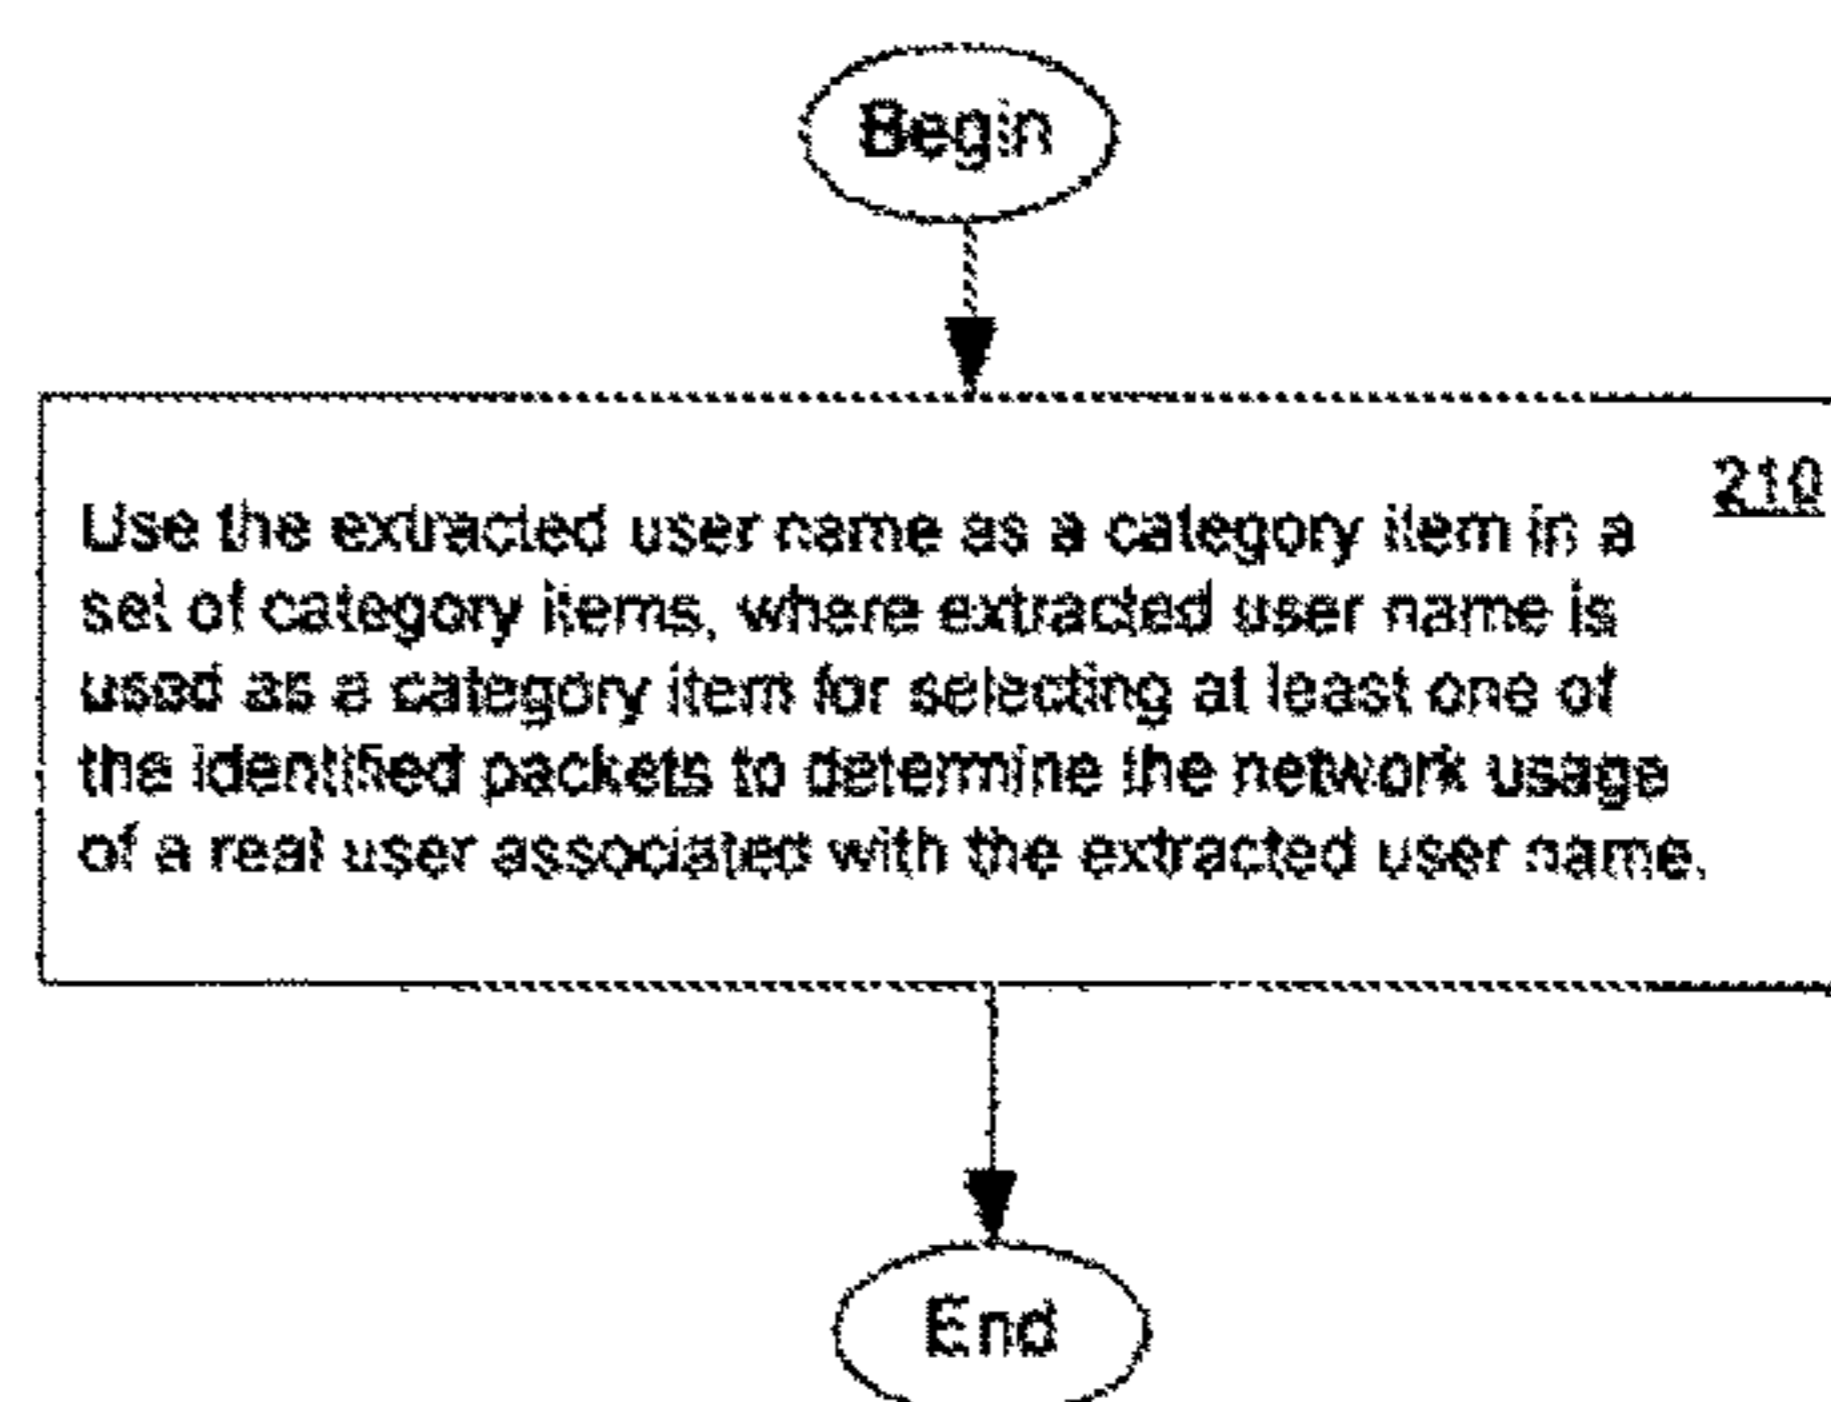 Begin
210
Use the extracted user name as a category item in a
set of category items, where extracted user name is
used as a category item for selecting at least one of
the identified packets to determine the network usage
of a real user associated with the extracted user name.
End